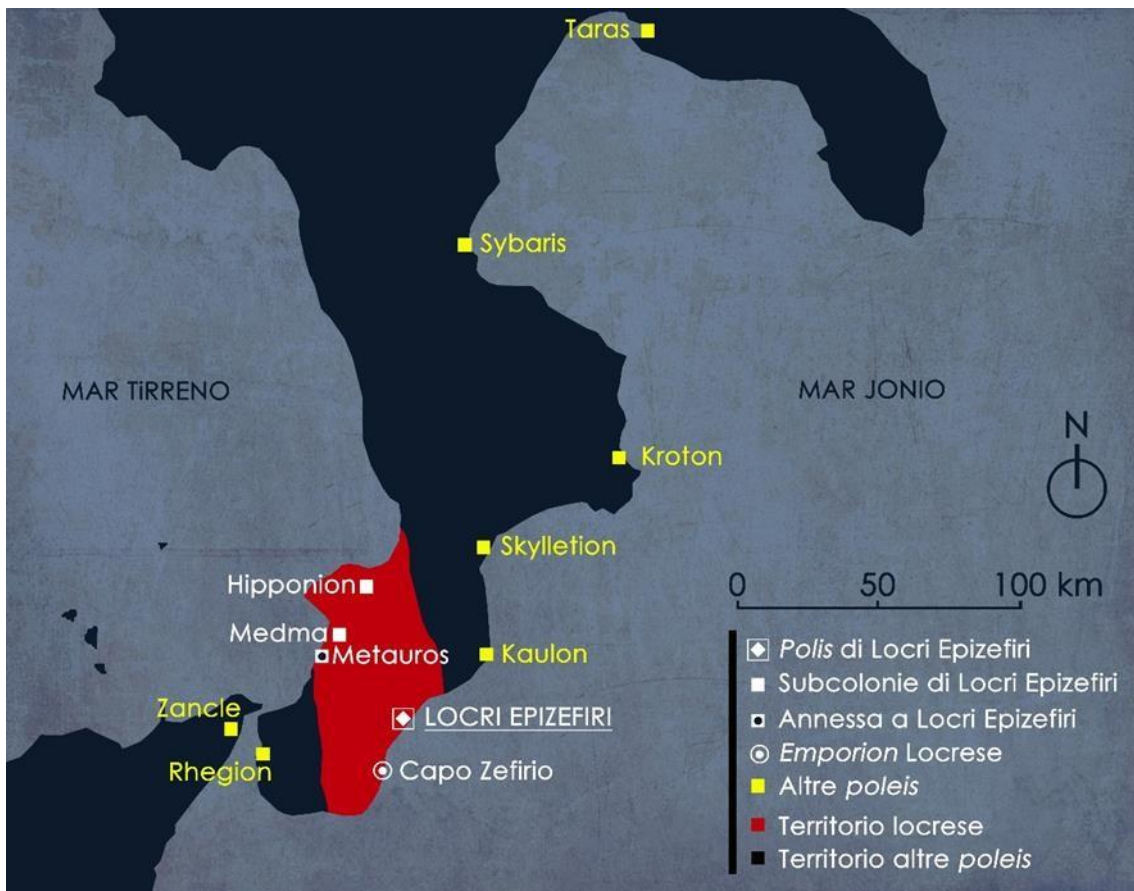 Taras
Sybaris
MAR TiRRENO
MAR JONIO
N
Kroton
Skylletion
Hipponion
0 50 100 km
Medma
Metauros
Kaulon
Zancle
LOCRI EPIZEFIRI
Rhegion
Capo Zefirio
Polis di Locri Epizefiri
Subcolonie di Locri Epizefiri
Annessa a Locri Epizefiri
Emporion Locrese
Altre poleis
Territorio locrese
Territorio altre poleis